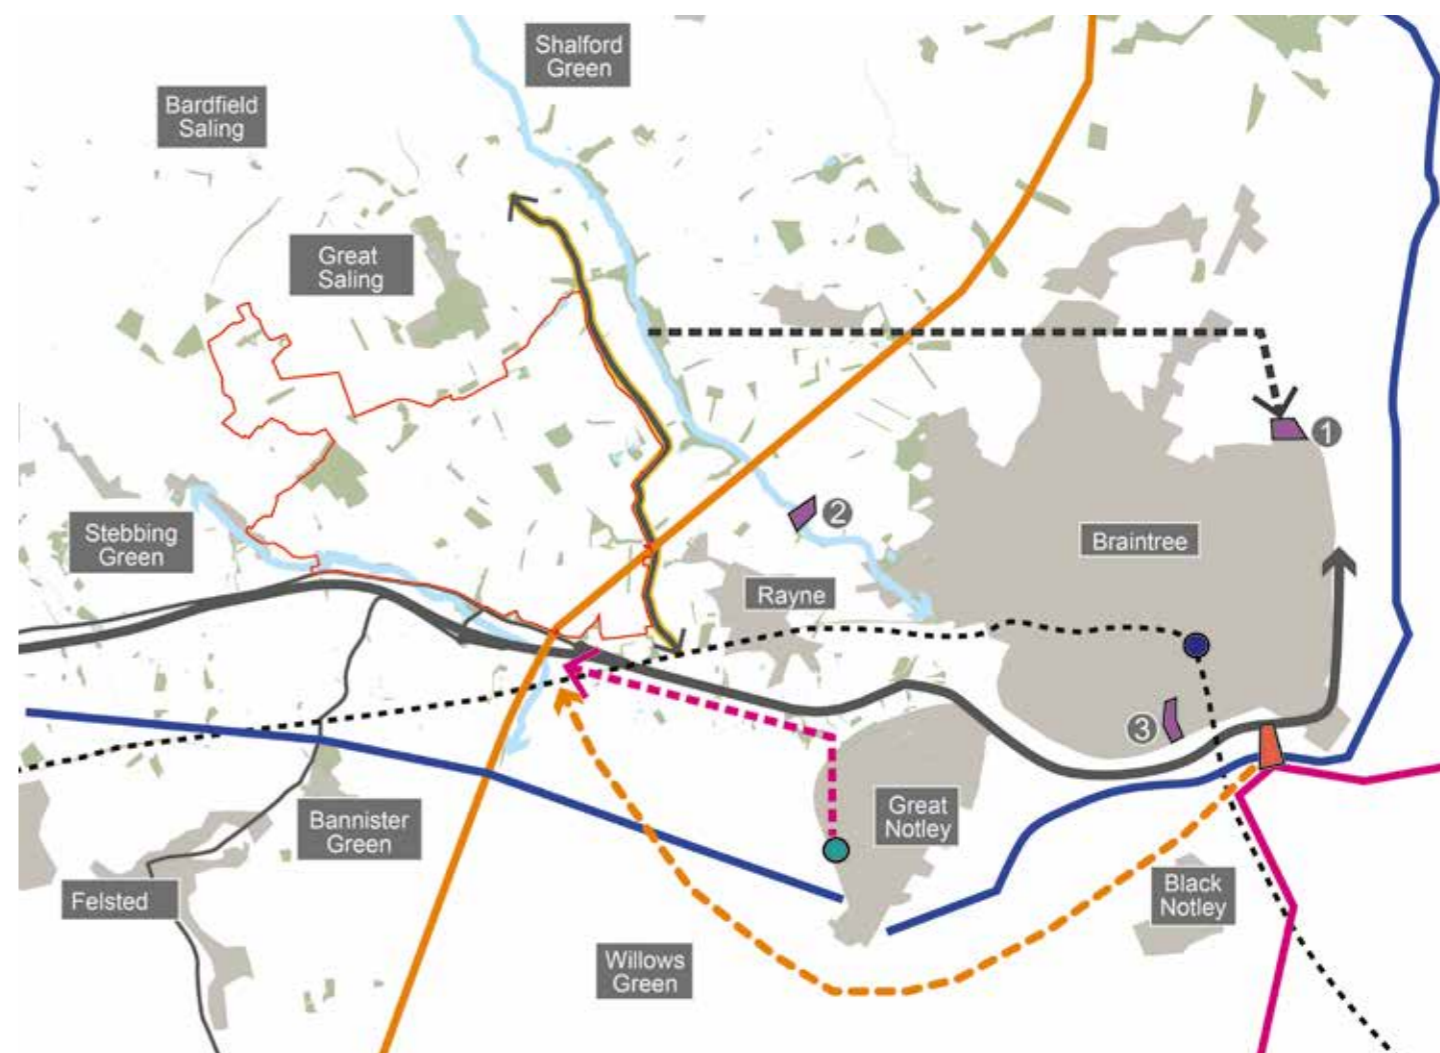 Shalford
Green
Bardfield
Saling
Great
Saling
1
2
Stebbing
Green
Braintree
Rayne
3
Great
Notley
Bannister
Green
Black
Notley
Felsted
Willows
Green